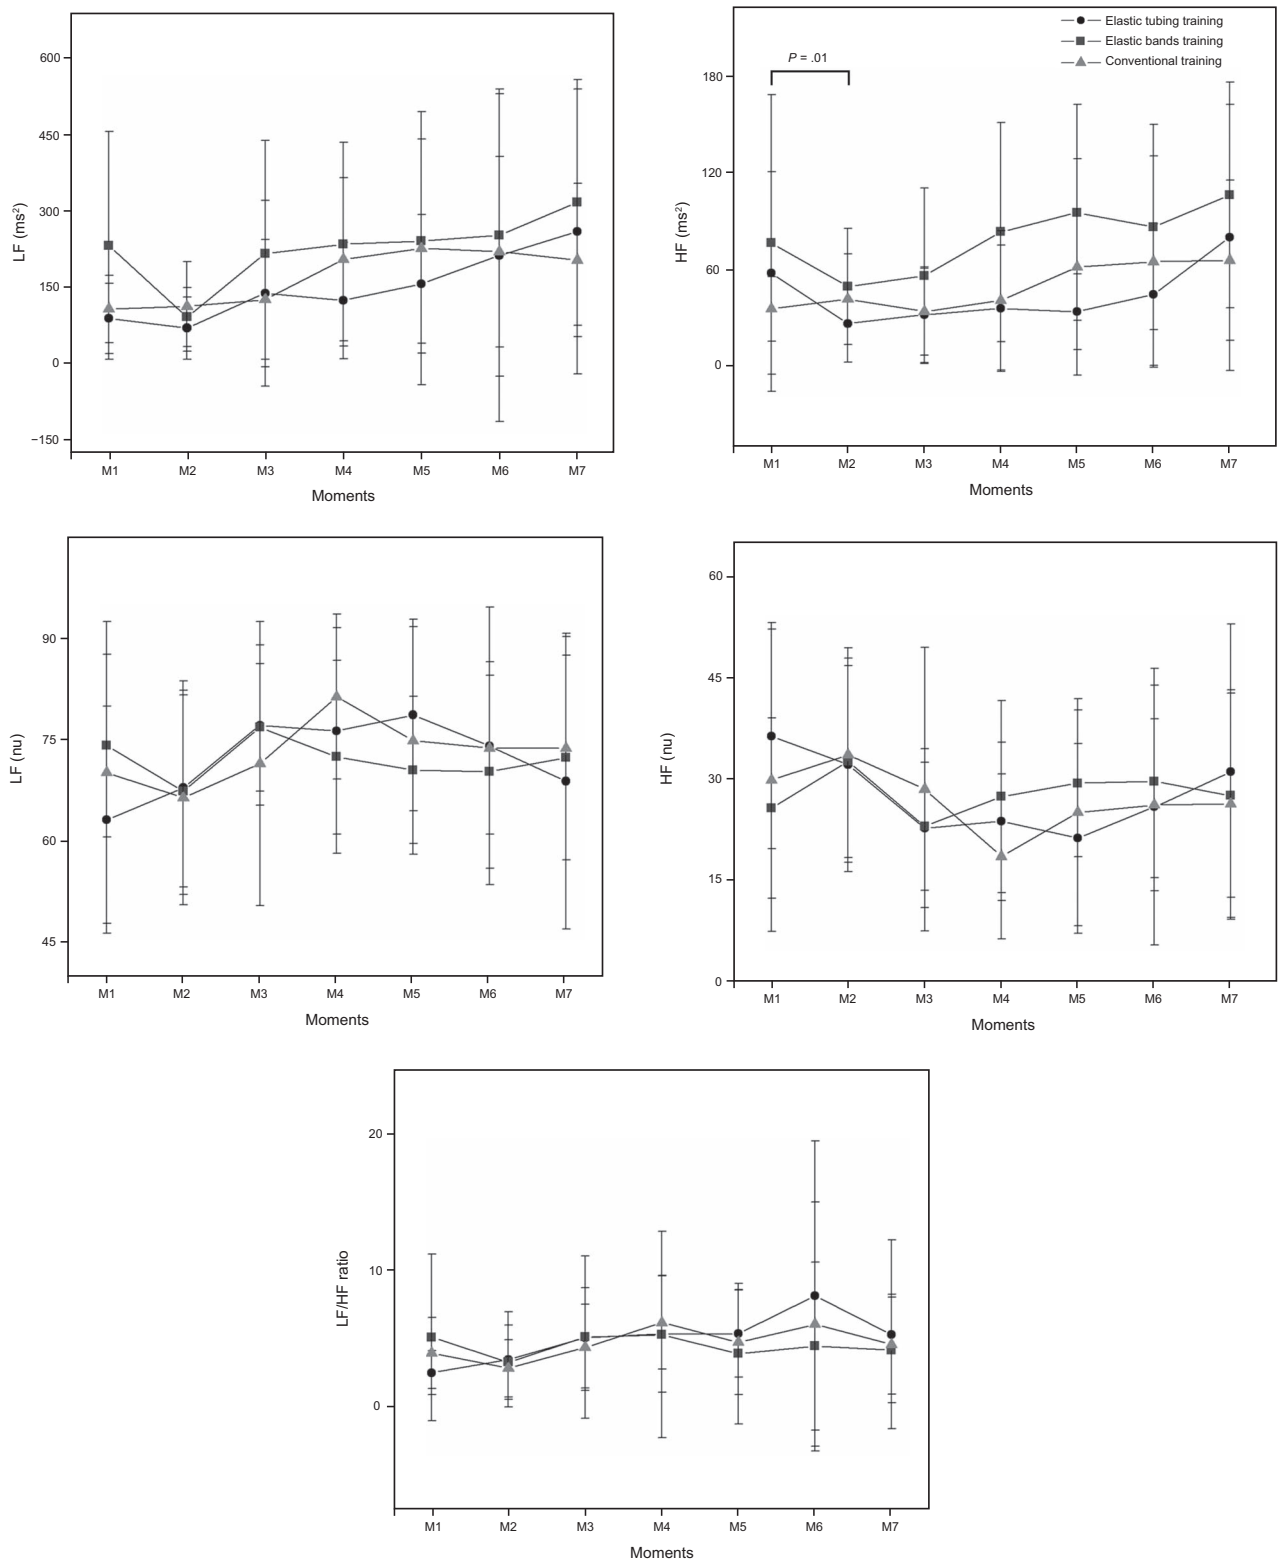 600
450
300
150
0
−150
LF (ms²)
M1 M2 M3 M4 M5 M6 M7
Moments
Elastic tubing training
Elastic bands training
Conventional training
P = .01
180
120
60
0
HF (ms²)
M1 M2 M3 M4 M5 M6 M7
Moments
90
75
60
45
LF (nu)
M1 M2 M3 M4 M5 M6 M7
Moments
60
45
30
15
0
HF (nu)
M1 M2 M3 M4 M5 M6 M7
Moments
20
10
0
LF/HF ratio
M1 M2 M3 M4 M5 M6 M7
Moments